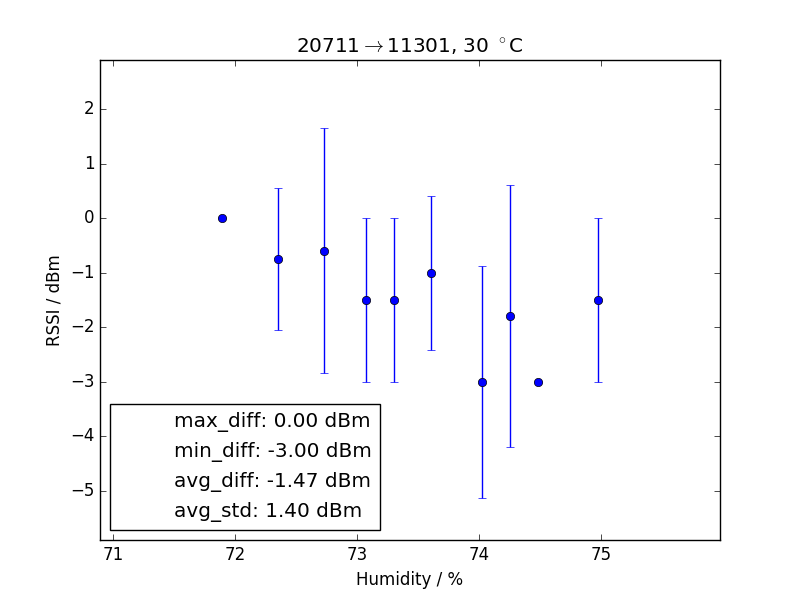 20711→11301, 30 °C
2
1
0
−1
−2
−3
−4
−5
RSSI / dBm
max_diff: 0.00 dBm
min_diff: -3.00 dBm
avg_diff: -1.47 dBm
avg_std: 1.40 dBm
71 72 73 74 75
Humidity / %